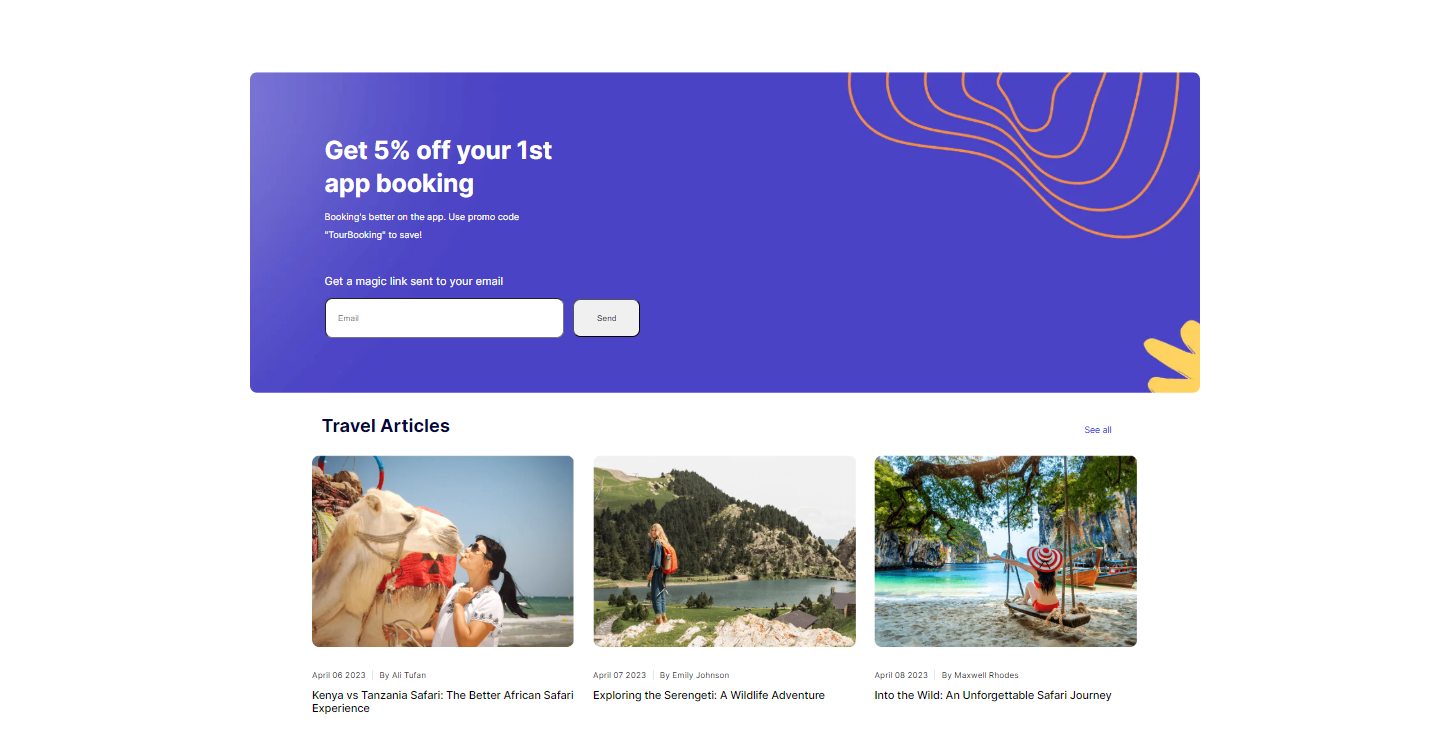 Get 5% off your 1st
app booking
Booking's better on the app. Use promo code
"TourBooking" to save!
Get a magic link sent to your email
Email
Send
Travel Articles
See all
April 06 2023 | By Ali Tufan
Kenya vs Tanzania Safari: The Better African Safari
Experience
April 07 2023 | By Emily Johnson
Exploring the Serengeti: A Wildlife Adventure
April 08 2023 | By Maxwell Rhodes
Into the Wild: An Unforgettable Safari Journey